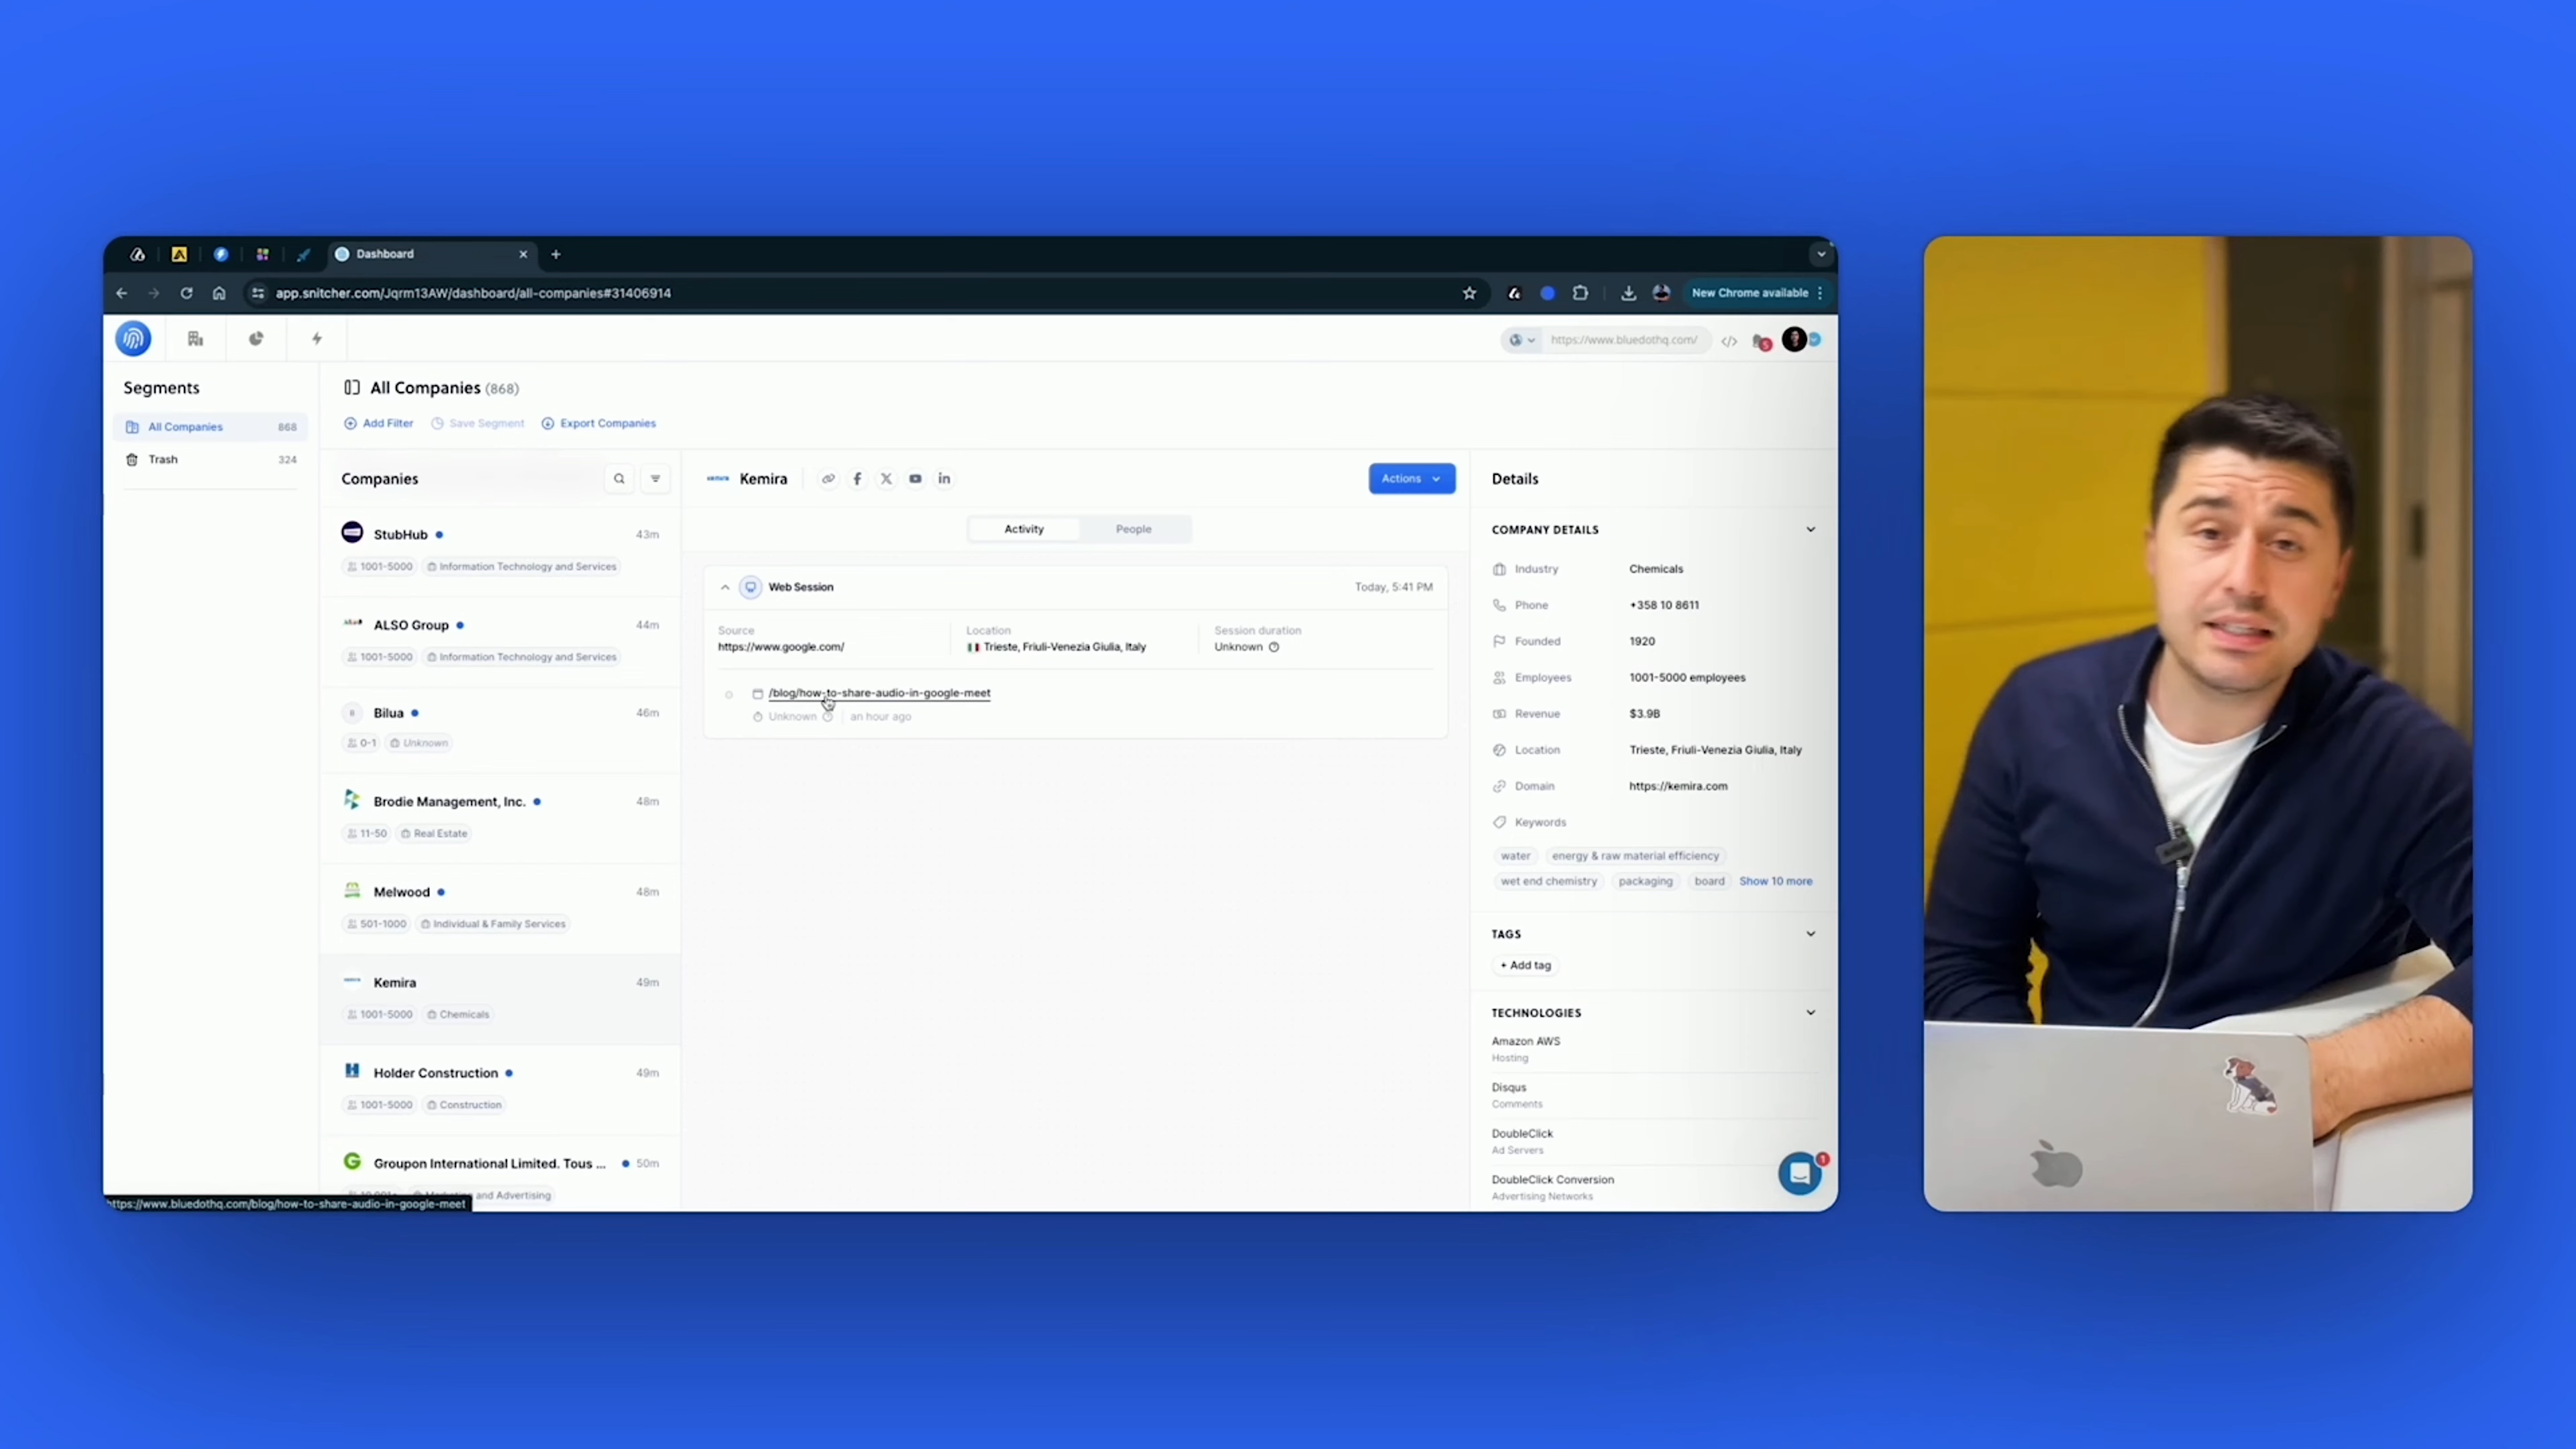 Dashboard
app.snitcher.com/Jqrm13AW/dashboard/all-companies#31406914
New Chrome available
https://www.bluedothq.com/
5
Segments
All Companies 868
Trash 324
All Companies (868)
Add Filter Save Segment Export Companies
Companies
StubHub 43m
1001-5000 Information Technology and Services
ALSO Group 44m
1001-5000 Information Technology and Services
Bilua 46m
0-1 Unknown
Brodie Management, Inc. 48m
11-50 Real Estate
Melwood 48m
501-1000 Individual & Family Services
Kemira 49m
1001-5000 Chemicals
Holder Construction 49m
1001-5000 Construction
Groupon International Limited. Tous ... 50m
and Advertising
https://www.bluedothq.com/blog/how-to-share-audio-in-google-meet
Kemira
Actions
Activity People
Web Session Today, 5:41 PM
Source Location Session duration
https://www.google.com/ Trieste, Friuli-Venezia Giulia, Italy Unknown
/blog/how-to-share-audio-in-google-meet
Unknown an hour ago
Details
COMPANY DETAILS
Industry Chemicals
Phone +358 10 8611
Founded 1920
Employees 1001-5000 employees
Revenue $3.9B
Location Trieste, Friuli-Venezia Giulia, Italy
Domain https://kemira.com
Keywords
water energy & raw material efficiency
wet end chemistry packaging board Show 10 more
TAGS
+ Add tag
TECHNOLOGIES
Amazon AWS
Hosting
Disqus
Comments
DoubleClick
Ad Servers
DoubleClick Conversion
Advertising Networks
1